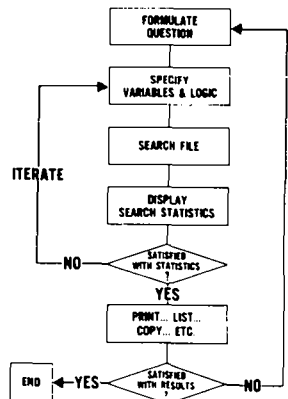 FORMULATE
QUESTION
SPECIFY
VARIABLES & LOGIC
SEARCH FILE
ITERATE
DISPLAY
SEARCH STATISTICS
SATISFIED
WITH STATISTICS
?
NO
YES
PRINT... LIST...
COPY... ETC.
SATISFIED
WITH RESULTS
?
END
YES
NO